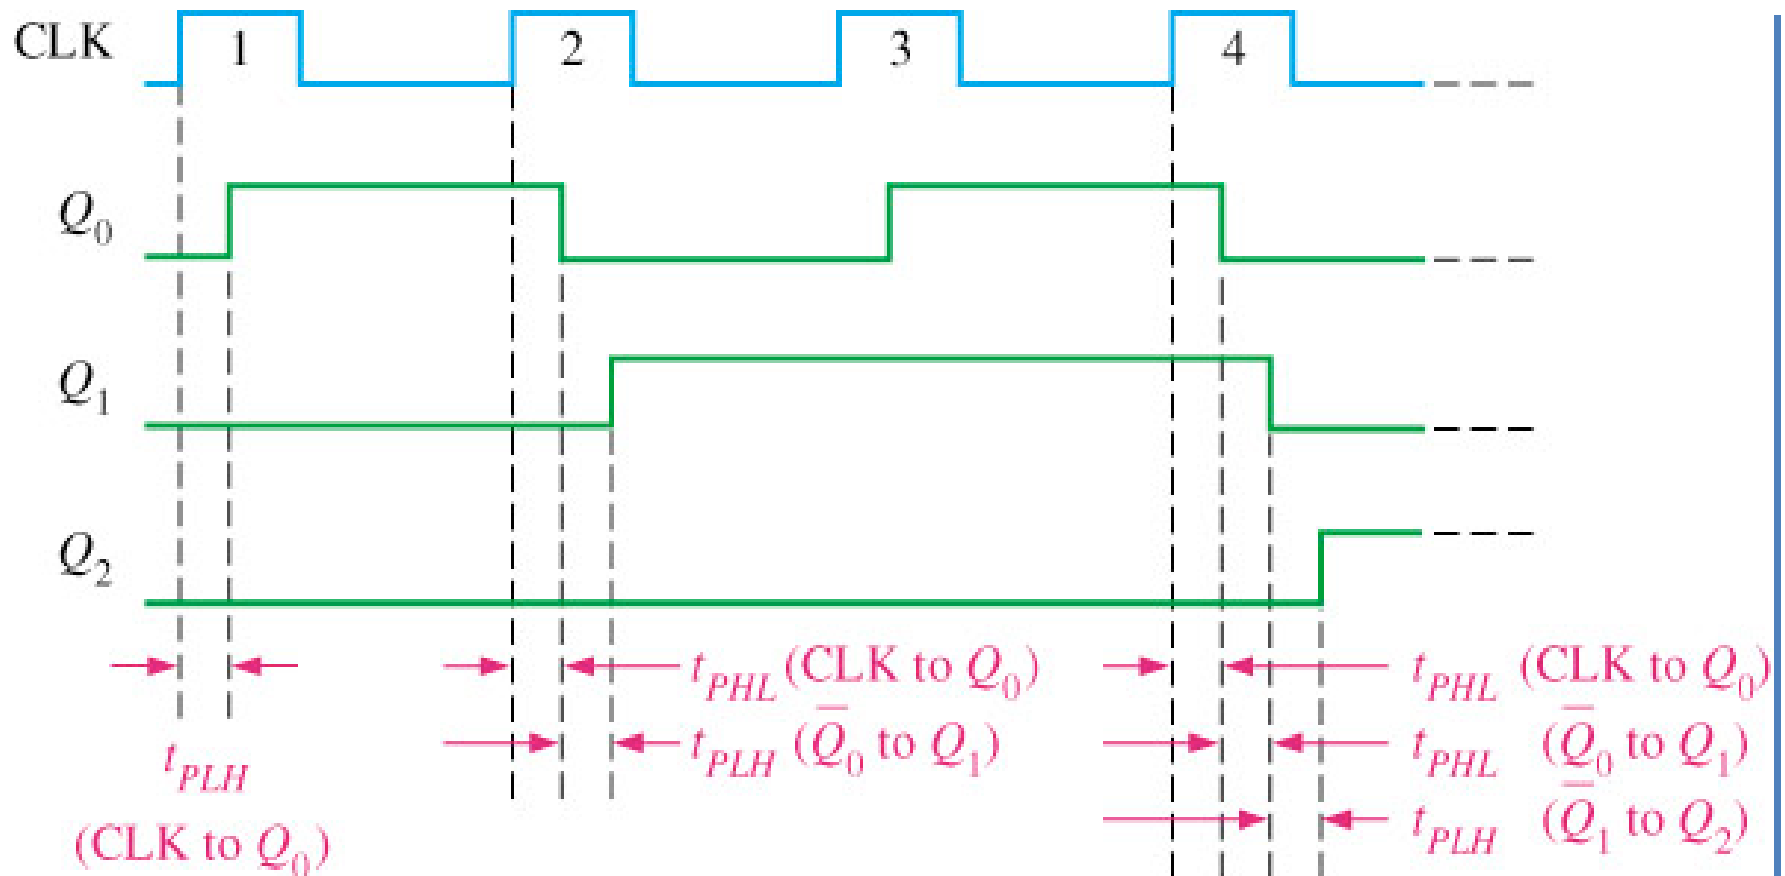 CLK 1 2 3 4
Q0
Q1
Q2
tPHL (CLK to Q0) tPHL (CLK to Q0)
tPLH tPLH (Q̅0 to Q1) tPHL (Q̅0 to Q1)
(CLK to Q0) tPLH (Q̅1 to Q2)